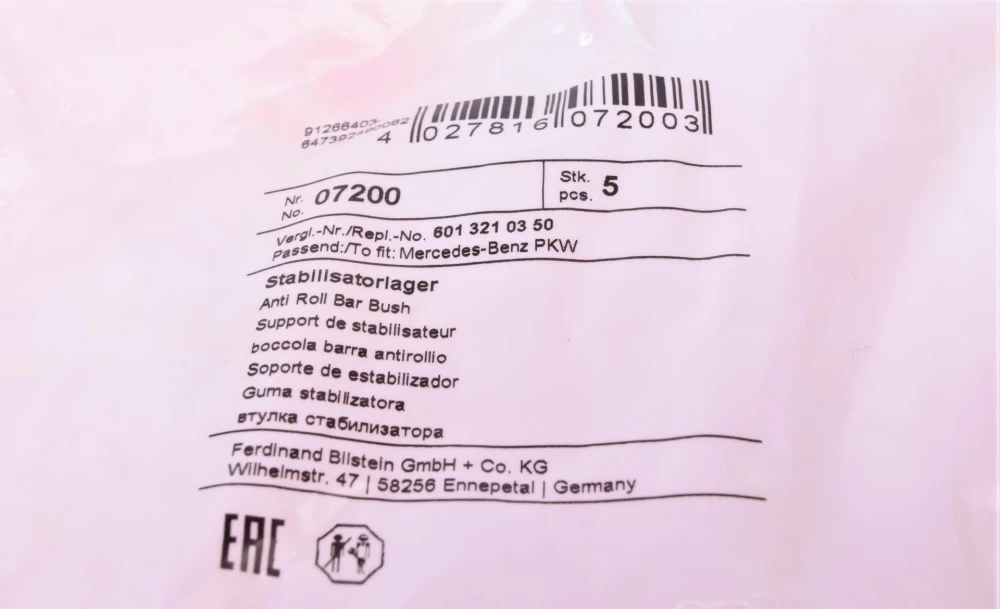 91266403-
4 027816 072003
Nr. No. 07200 Stk. pcs. 5
Vergl.-Nr./Repl.-No. 601 321 03 50
Passend:/To fit: Mercedes-Benz PKW
Stabilisatorlager
Anti Roll Bar Bush
Support de stabilisateur
boccola barra antirollio
Soporte de estabilizador
Guma stabilizatora
втулка стабилизатора
Ferdinand Bilstein GmbH + Co. KG
Wilhelmstr. 47 | 58256 Ennepetal | Germany
EAC